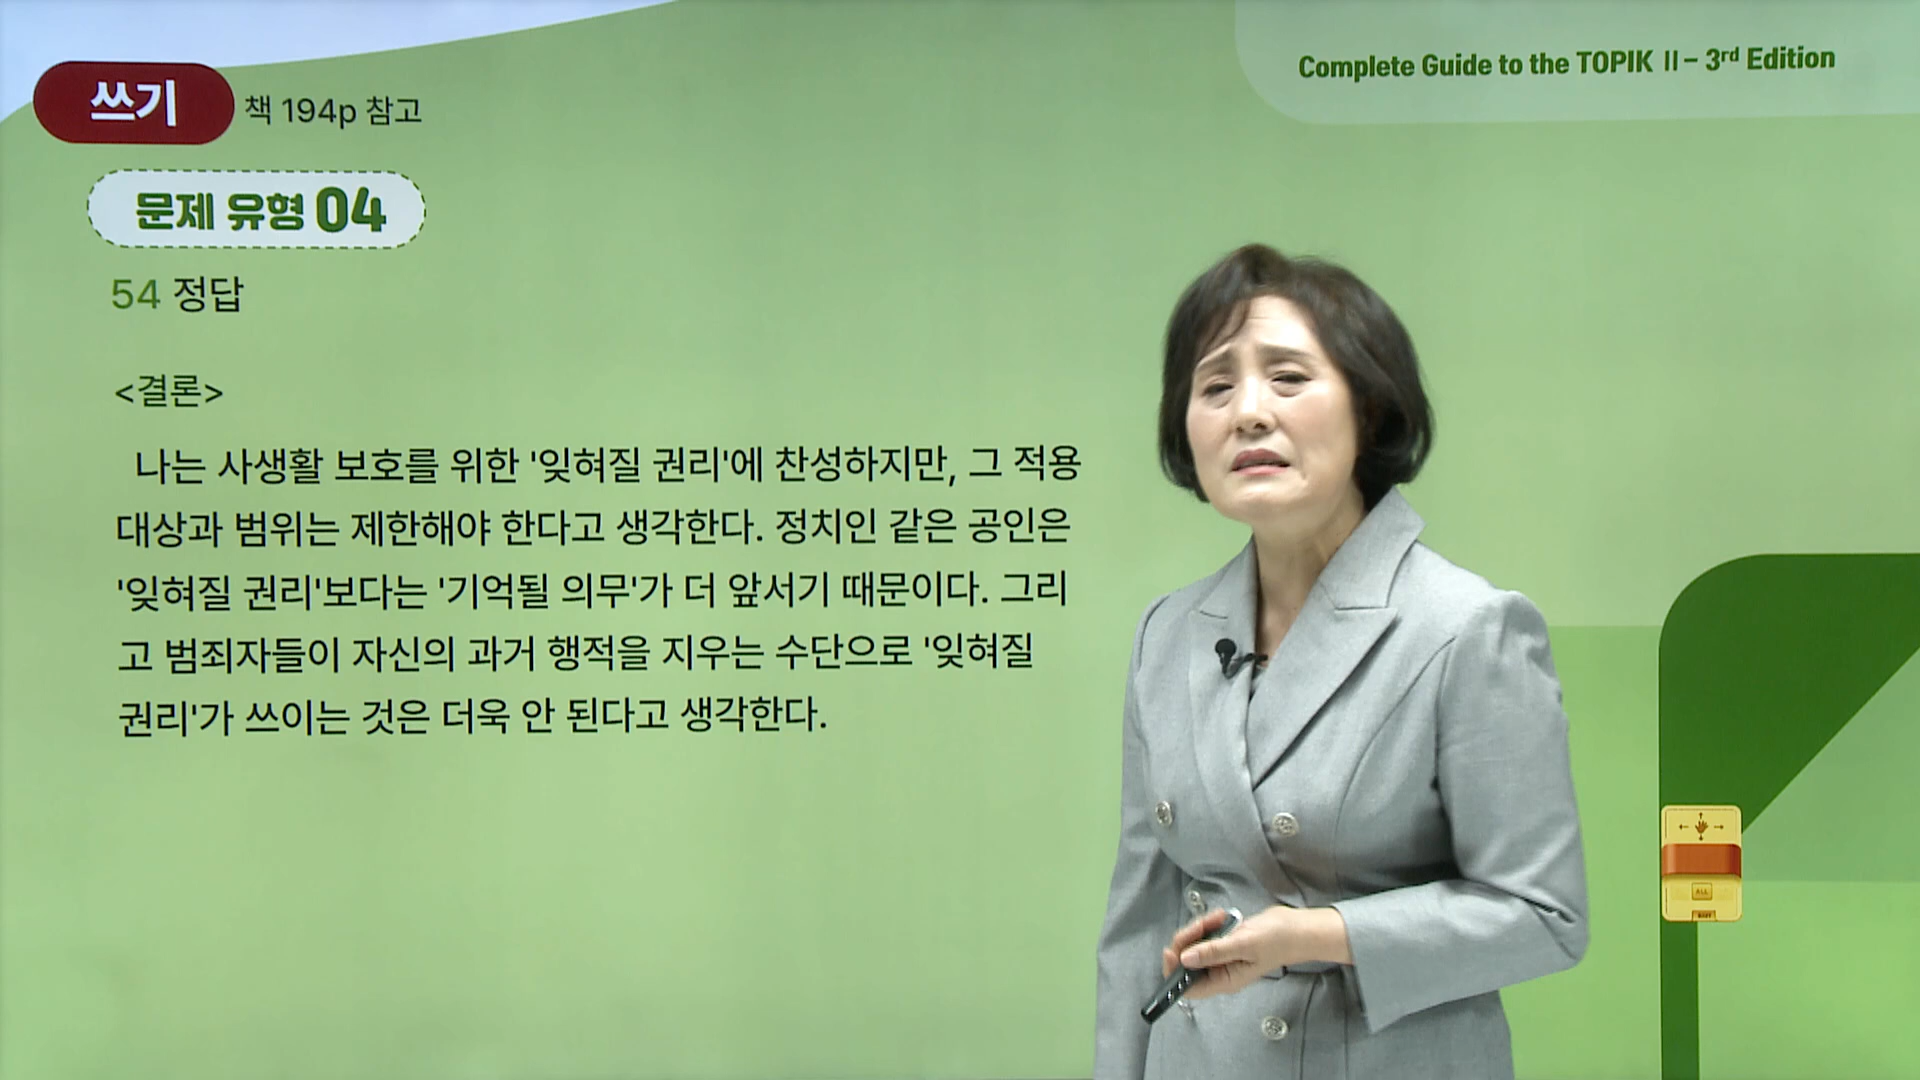 Complete Guide to the TOPIK Ⅱ – 3rd Edition
쓰기
책 194p 참고
문제 유형 04
54 정답
<결론>
나는 사생활 보호를 위한 '잊혀질 권리'에 찬성하지만, 그 적용
대상과 범위는 제한해야 한다고 생각한다. 정치인 같은 공인은
'잊혀질 권리'보다는 '기억될 의무'가 더 앞서기 때문이다. 그리
고 범죄자들이 자신의 과거 행적을 지우는 수단으로 '잊혀질
권리'가 쓰이는 것은 더욱 안 된다고 생각한다.
ALL